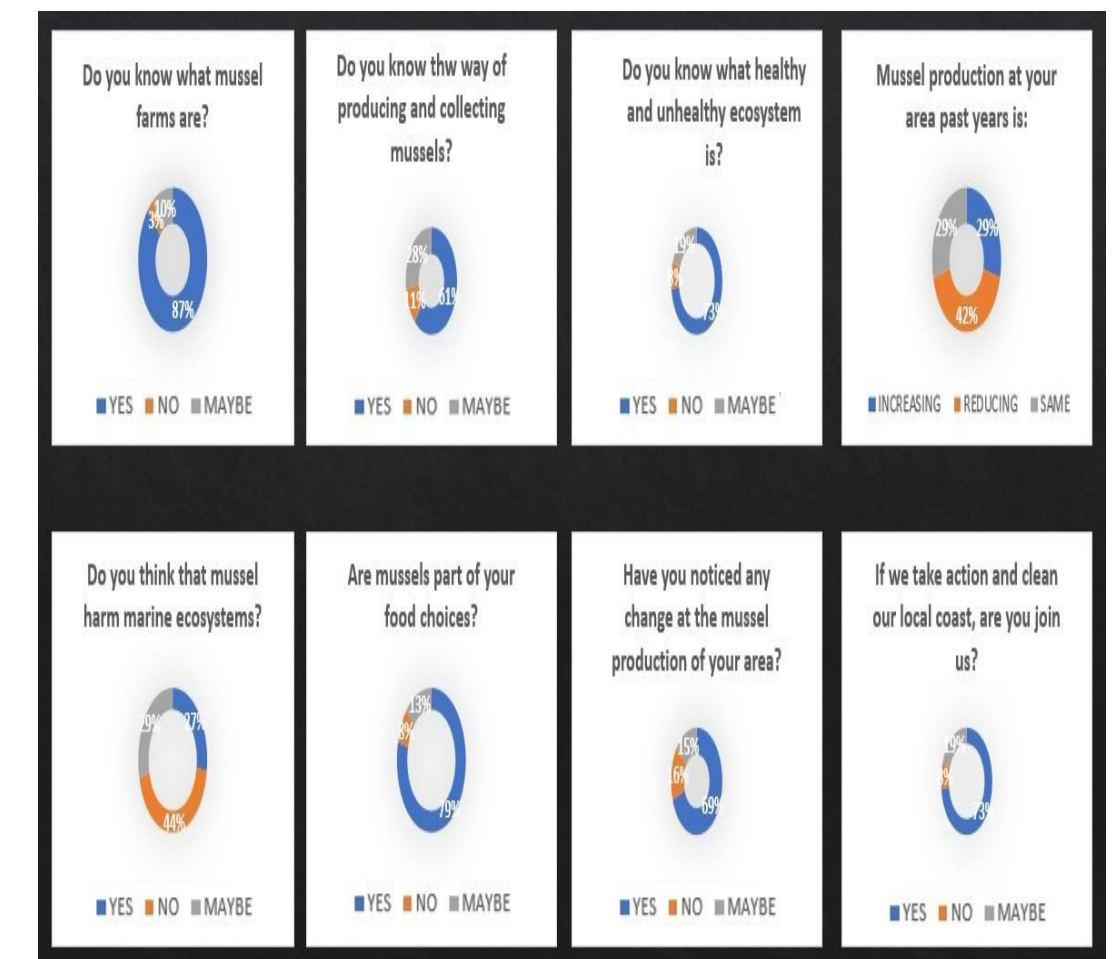 Do you know what mussel
farms are?
10%
3%
87%
YES NO MAYBE
Do you know thw way of
producing and collecting
mussels?
28%
11% 61%
YES NO MAYBE
Do you know what healthy
and unhealthy ecosystem
is?
19%
8%
73%
YES NO MAYBE
Mussel production at your
area past years is:
29% 29%
42%
INCREASING REDUCING SAME
Do you think that mussel
harm marine ecosystems?
29% 27%
44%
YES NO MAYBE
Are mussels part of your
food choices?
13%
8%
79%
YES NO MAYBE
Have you noticed any
change at the mussel
production of your area?
15%
16%
69%
YES NO MAYBE
If we take action and clean
our local coast, are you join
us?
19%
8%
73%
YES NO MAYBE